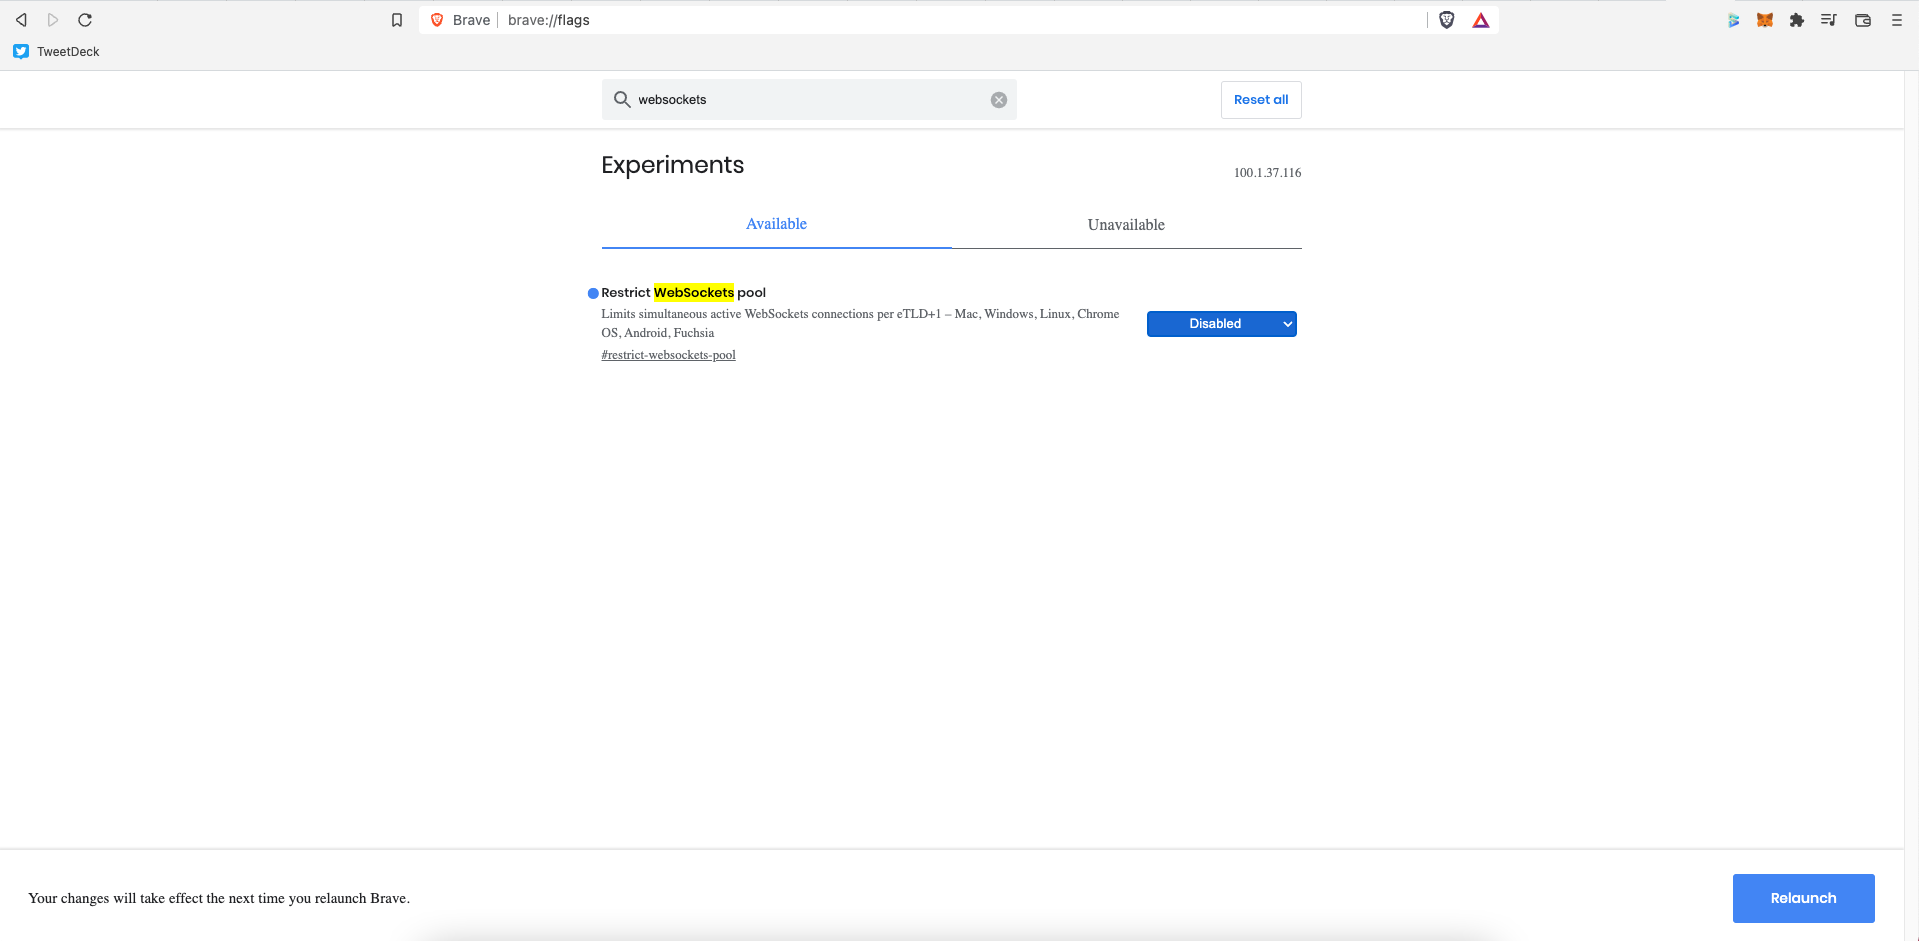 Brave
brave://flags
TweetDeck
websockets
Reset all
Experiments
100.1.37.116
Available
Unavailable
Restrict WebSockets pool
Limits simultaneous active WebSockets connections per eTLD+1 – Mac, Windows, Linux, Chrome
OS, Android, Fuchsia
#restrict-websockets-pool
Disabled
Your changes will take effect the next time you relaunch Brave.
Relaunch